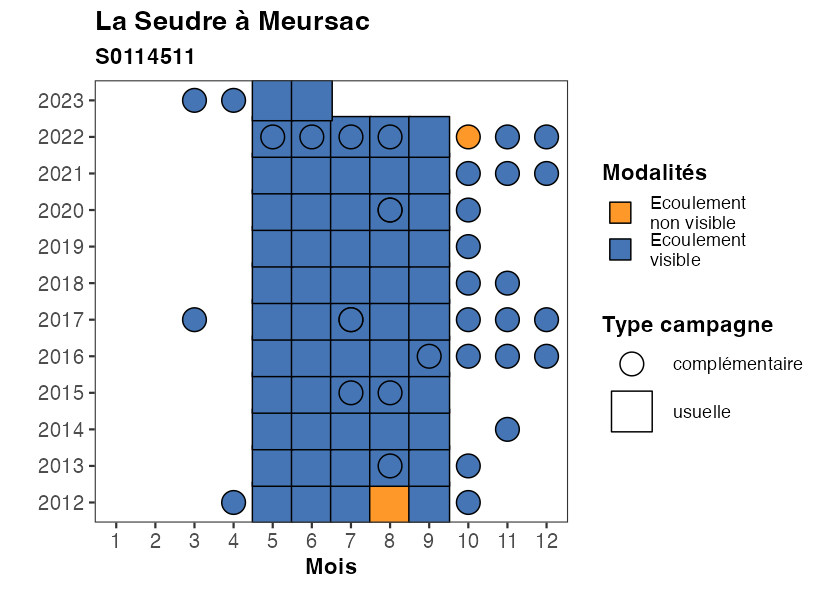 La Seudre à Meursac
S0114511
2023
2022
2021
2020
2019
2018
2017
2016
2015
2014
2013
2012
1 2 3 4 5 6 7 8 9 10 11 12
Mois
Modalités
Ecoulement
non visible
Ecoulement
visible
Type campagne
complémentaire
usuelle